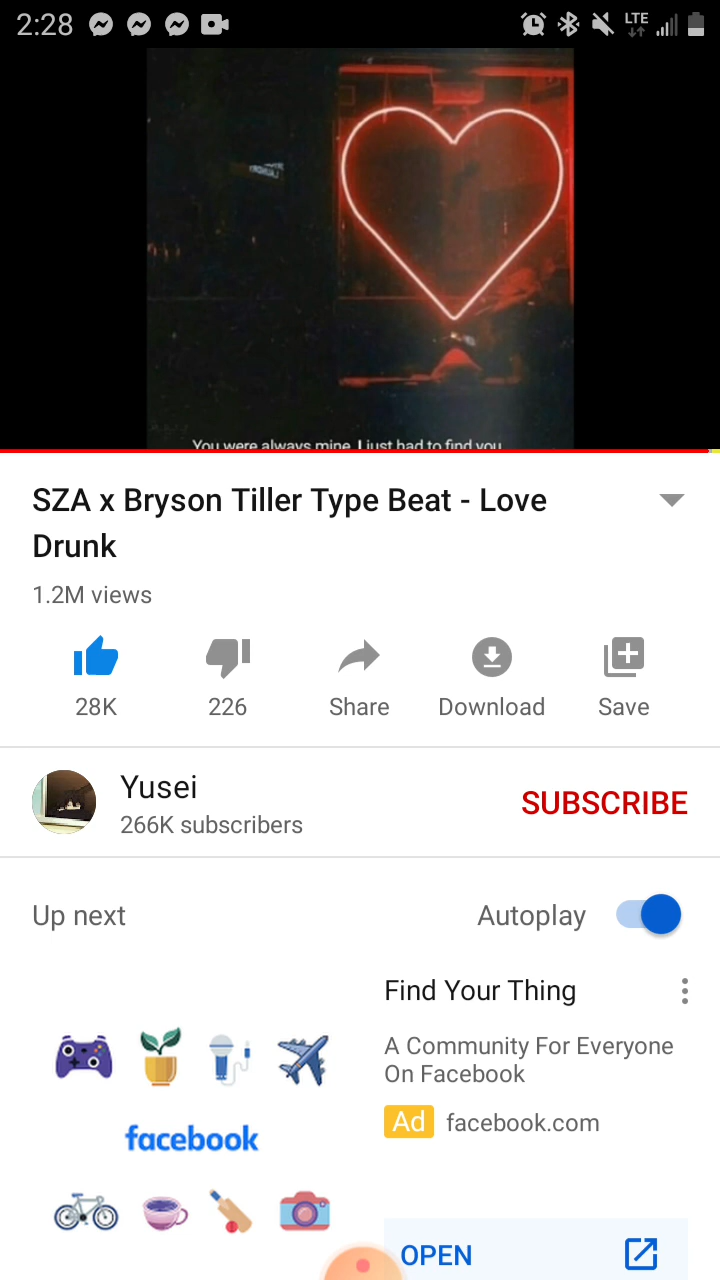 2:28
LTE
You were always mine, I just had to find you
SZA x Bryson Tiller Type Beat - Love
Drunk
1.2M views
28K
226
Share
Download
Save
Yusei
266K subscribers
SUBSCRIBE
Up next
Autoplay
Find Your Thing
A Community For Everyone
On Facebook
Ad facebook.com
facebook
OPEN